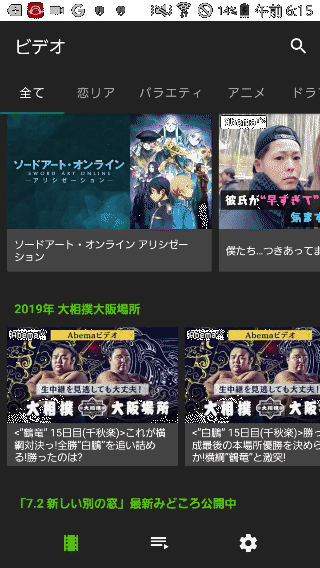 14% 午前 6:15
ビデオ
全て 恋リア バラエティ アニメ ドラ
ソードアート・オンライン
SWORD ART ONLINE
アリシゼーション
彼氏が"早すぎて"
気ま
ソードアート・オンライン アリシゼー
ション
僕たち…つきあってま
2019年 大相撲大阪場所
Abemaビデオ
生中継を見逃しても大丈夫!
大相撲 大阪場所
Abemaビデオ
生中継を見逃しても大丈夫!
大相撲 大阪場所
<"鶴竜" 15日目(千秋楽)>これが横
綱対決っ!全勝"白鵬"を追い詰め
る!勝ったのは?
<"白鵬" 15日目(千秋楽)>勝っ
成最後の本場所優勝を決めら
か!横綱"鶴竜"と激突!
「7.2 新しい別の窓」最新みどころ公開中